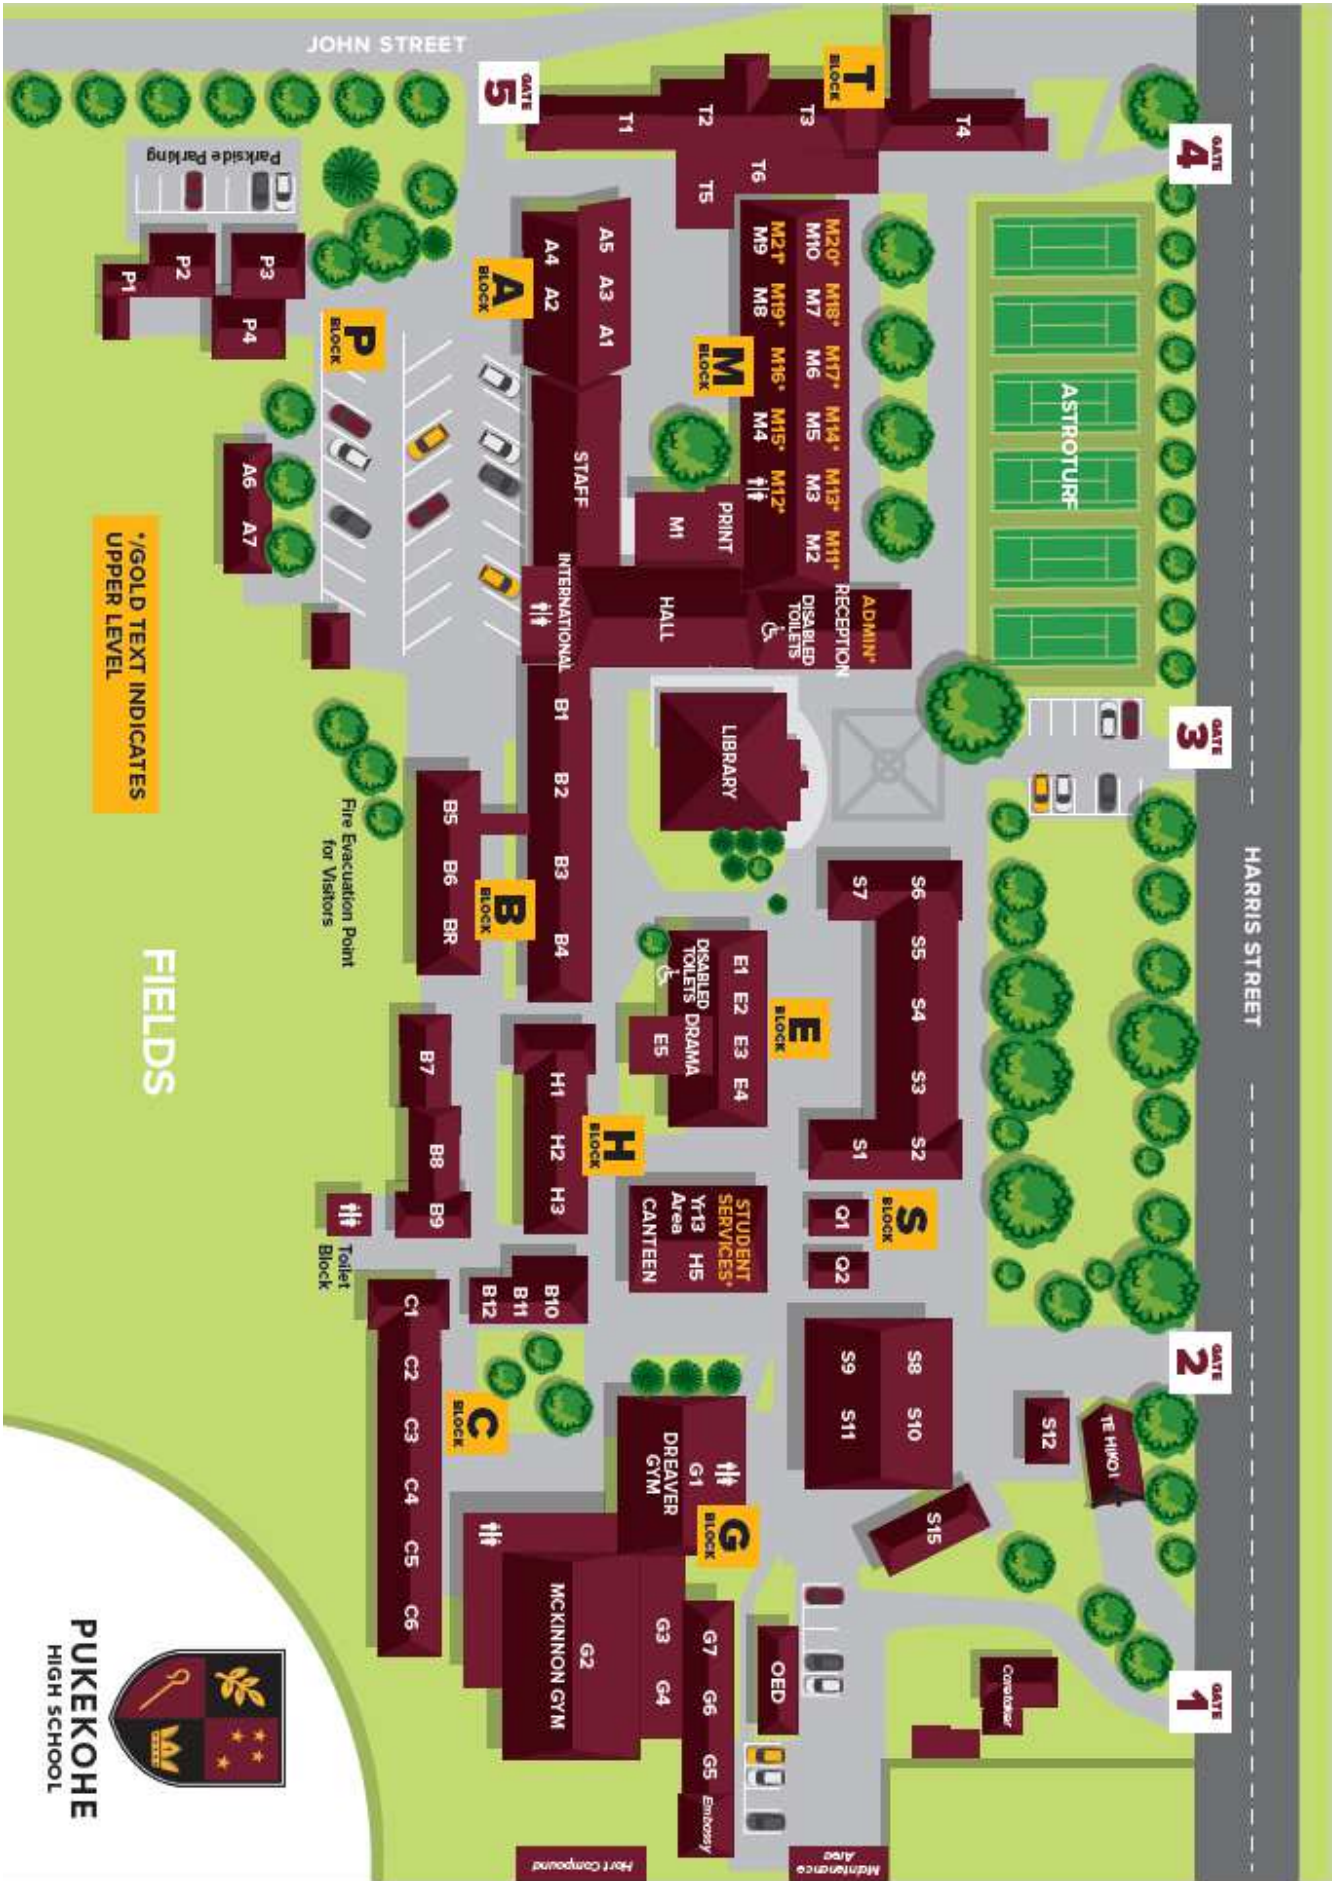 HARRIS STREET
GATE
4
GATE
3
GATE
2
GATE
1
ASTROTURF
TE HIKOI
S12
Caretaker
T4
T
BLOCK
T3
T2
T1
T6
T5
GATE
5
JOHN STREET
M20*
M18*
M17*
M14*
M13*
M11*
M10
M7
M6
M5
M3
M2
M21*
M19*
M16*
M15*
M12*
M9
M8
M4
M
BLOCK
PRINT
M1
ADMIN*
RECEPTION
DISABLED
TOILETS
HALL
INTERNATIONAL
STAFF
LIBRARY
A5
A3
A1
A4
A2
A
BLOCK
S6
S5
S4
S3
S2
S7
S1
S
BLOCK
Q1
Q2
S8
S10
S9
S11
S15
E
BLOCK
E1
E2
E3
E4
DISABLED
TOILETS
DRAMA
E5
STUDENT
SERVICES*
Yr13
Area
H5
CANTEEN
H
BLOCK
H1
H2
H3
G1
DREAVER
GYM
G
BLOCK
OED
G7
G6
G5
Embassy
G3
G4
G2
MCKINNON GYM
Maintenance
Area
Hort Compound
B1
B2
B3
B4
B
BLOCK
B5
B6
BR
B7
B8
B9
B10
B11
B12
Toilet
Block
C
BLOCK
C1
C2
C3
C4
C5
C6
P
BLOCK
P3
P4
P2
P1
Parkside Parking
A6
A7
Fire Evacuation Point
for Visitors
*/GOLD TEXT INDICATES
UPPER LEVEL
FIELDS
PUKEKOHE
HIGH SCHOOL